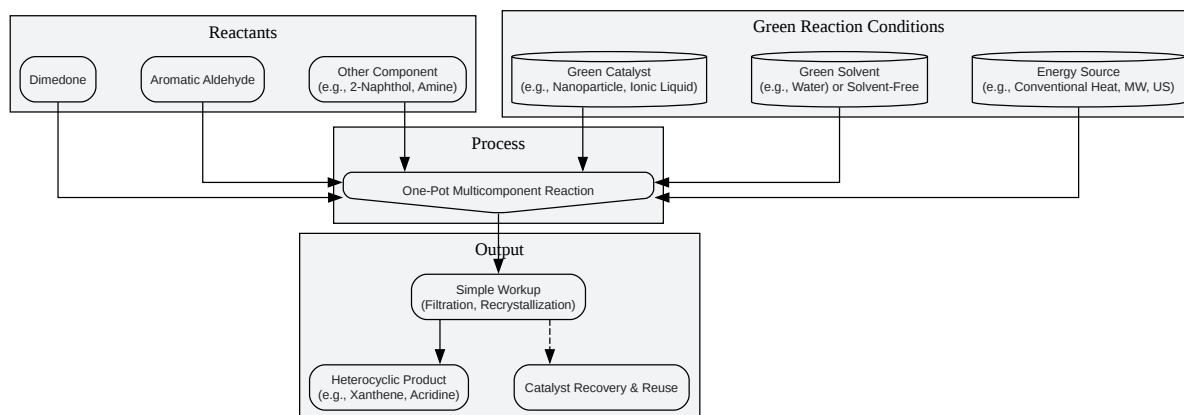 Reactants
Green Reaction Conditions
Dimedone
Aromatic Aldehyde
Other Component
(e.g., 2-Naphthol, Amine)
Green Catalyst
(e.g., Nanoparticle, Ionic Liquid)
Green Solvent
(e.g., Water) or Solvent-Free
Energy Source
(e.g., Conventional Heat, MW, US)
Process
One-Pot Multicomponent Reaction
Output
Simple Workup
(Filtration, Recrystallization)
Heterocyclic Product
(e.g., Xanthene, Acridine)
Catalyst Recovery & Reuse